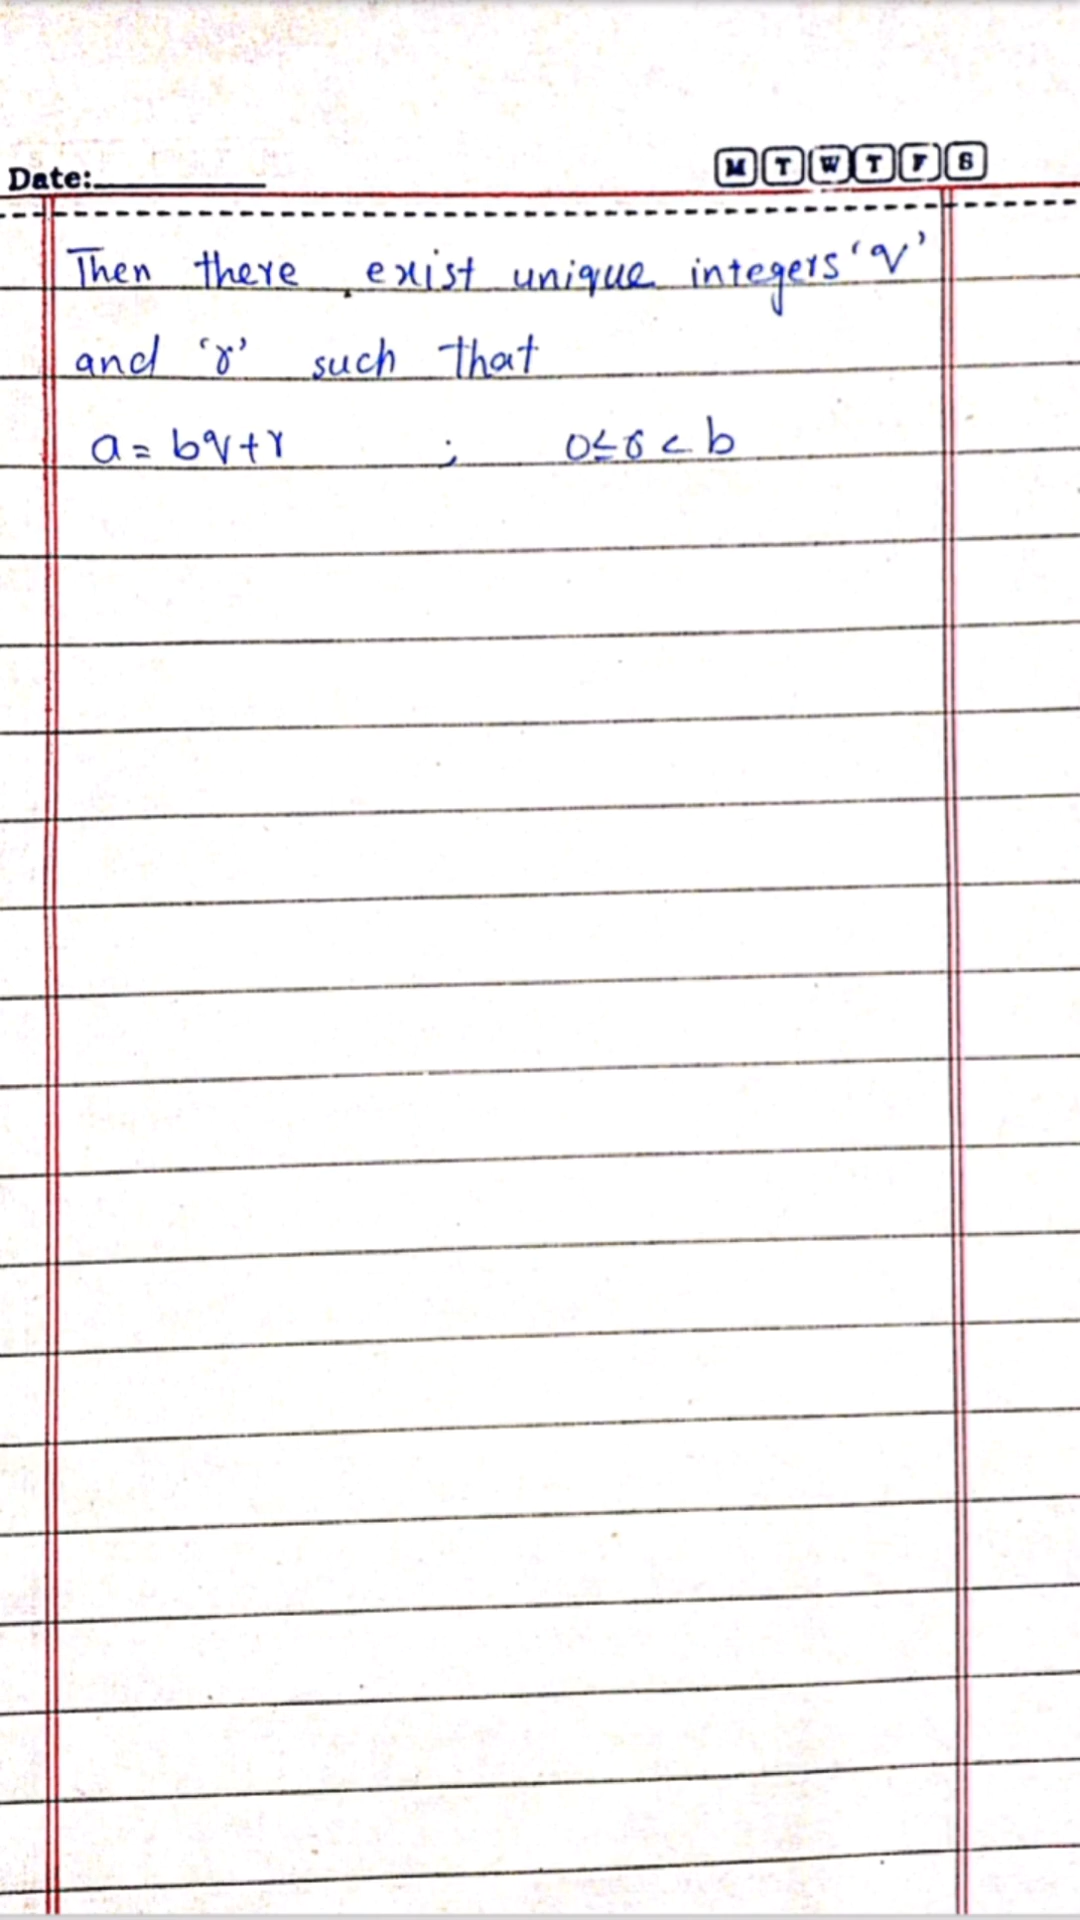 Date:
M T W T F S
Then there exist unique integers 'q'
and 'r' such that
a = bq + r ; 0 ≤ r < b